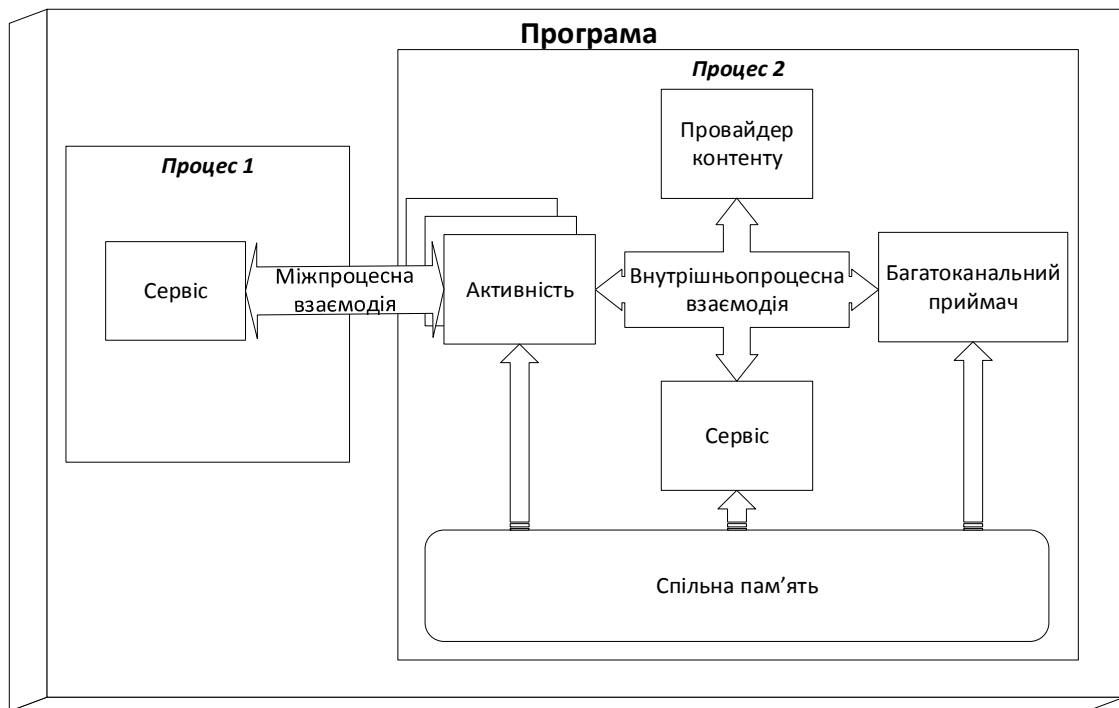 Програма
Процес 2
Провайдер
контенту
Процес 1
Сервіс
Міжпроцесна
взаємодія
Активність
Внутрішньопроцесна
взаємодія
Багатоканальний
приймач
Сервіс
Спільна пам’ять